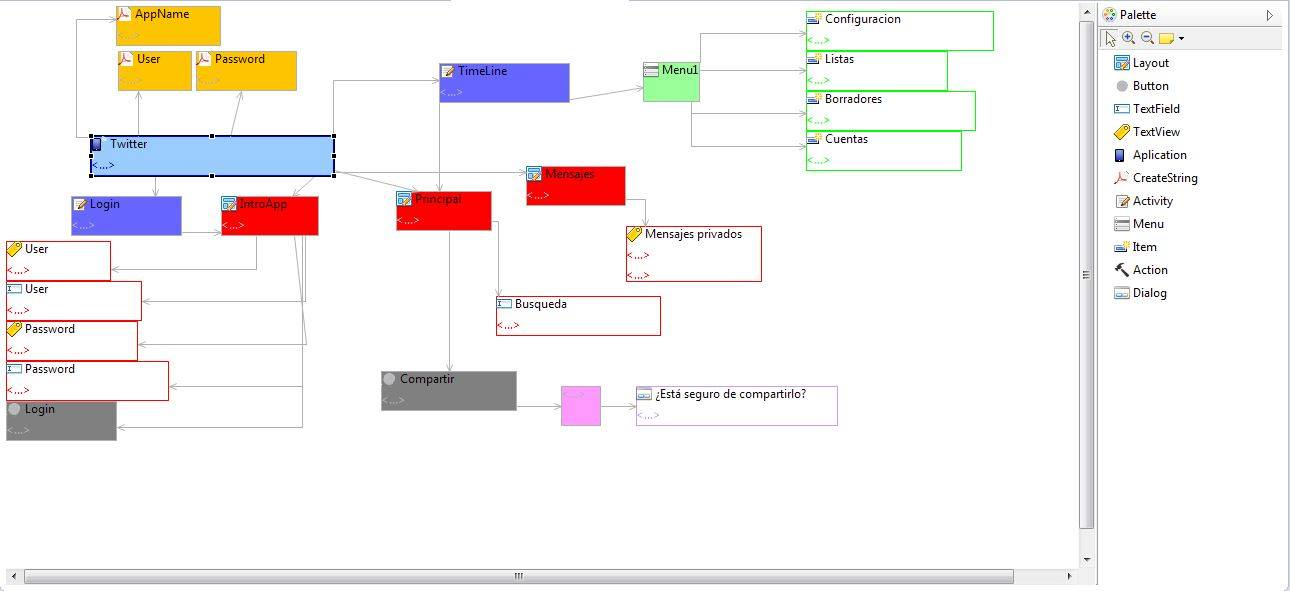 AppName
<...>
User
<...>
Password
<...>
Twitter
<...>
TimeLine
<...>
Menu1
Configuracion
<...>
Listas
<...>
Borradores
<...>
Cuentas
<...>
Login
<...>
IntroApp
<...>
Principal
<...>
Mensajes
<...>
Mensajes privados
<...>
<...>
User
<...>
User
<...>
Password
<...>
Password
<...>
Login
<...>
Busqueda
<...>
Compartir
<...>
<...>
¿Está seguro de compartirlo?
<...>
Palette
Layout
Button
TextField
TextView
Aplication
CreateString
Activity
Menu
Item
Action
Dialog